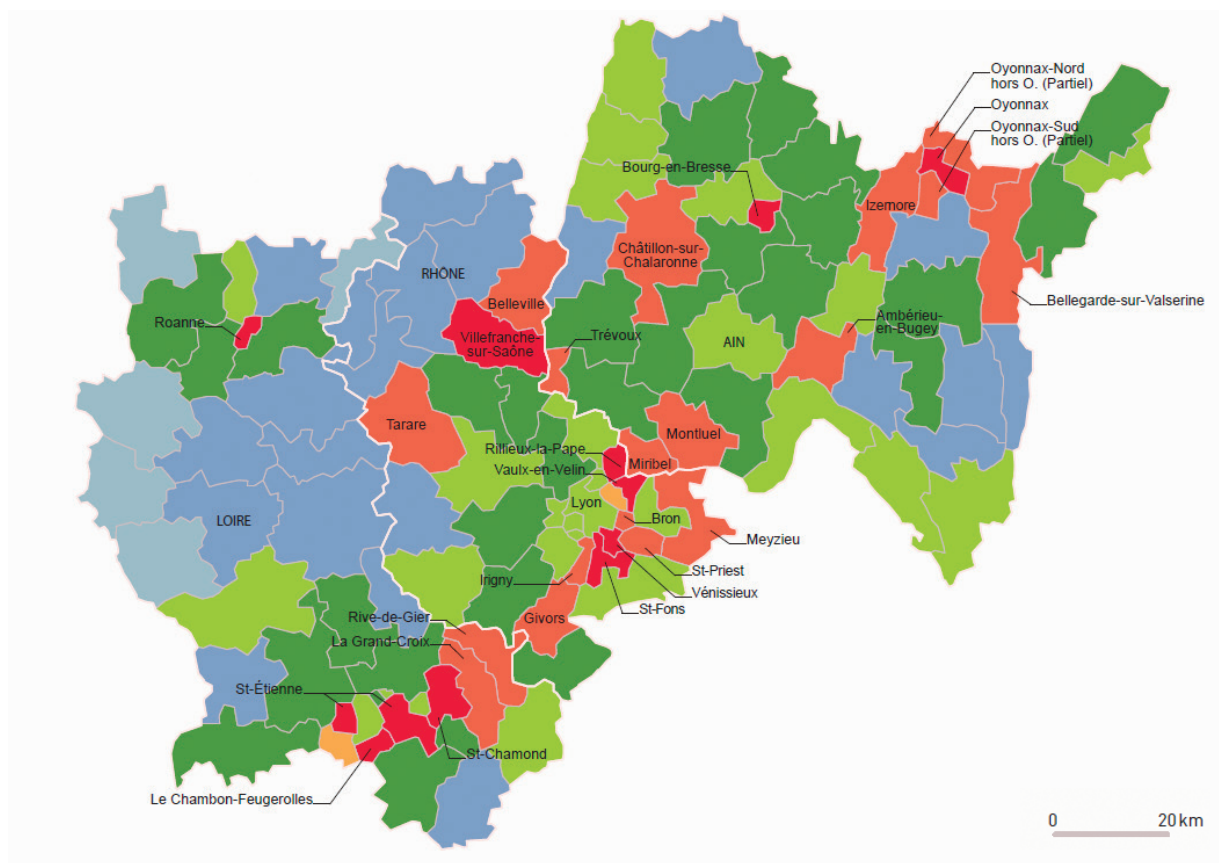 Oyonnax-Nord
hors O. (Partiel)
Oyonnax
Oyonnax-Sud
hors O. (Partiel)
Bourg-en-Bresse
Izemore
Châtillon-sur-
Chalaronne
RHÔNE
Belleville
Bellegarde-sur-Valserine
Ambérieu-
en-Bugey
Roanne
Villefranche-
sur-Saône
Trévoux
AIN
Tarare
Montluel
Rillieux-la-Pape
Miribel
Vaulx-en-Velin
Lyon
LOIRE
Bron
Meyzieu
St-Priest
Irigny
Vénissieux
St-Fons
Rive-de-Gier
Givors
La Grand-Croix
St-Étienne
St-Chamond
Le Chambon-Feugerolles
0 20 km